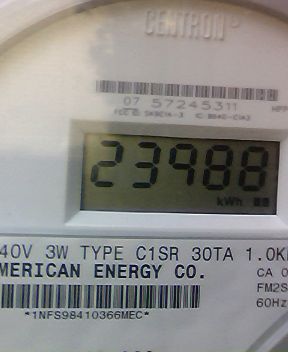 CENTRON
07 57245311
23988
kWh
40V 3W TYPE C1SR 30TA 1.0K
MERICAN ENERGY CO.
CA 0
FM2S
60Hz
*1NFS98410366MEC*